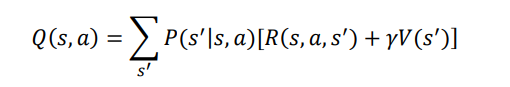 Q(s, a) = ∑_{s′} P(s′|s, a)[R(s, a, s′) + γV(s′)]